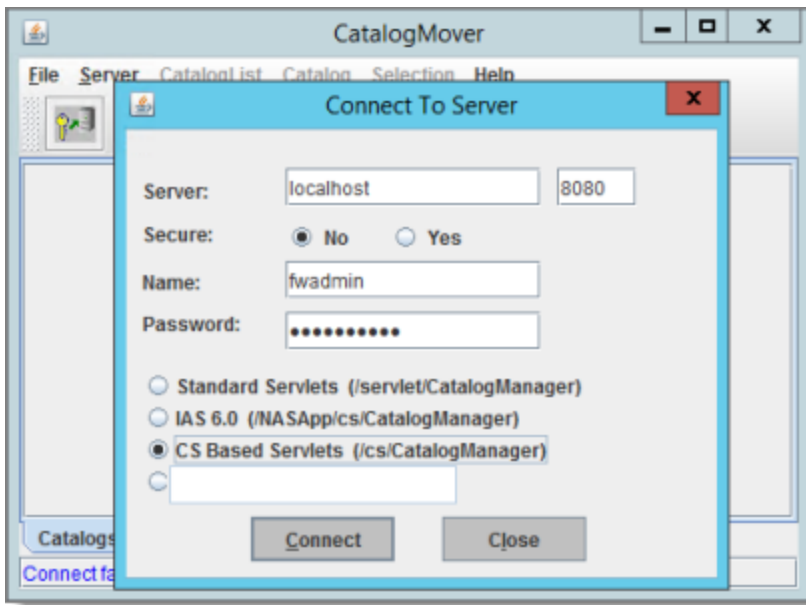 CatalogMover
File Server CatalogList Catalog Selection Help
Connect To Server
Server: localhost 8080
Secure: No Yes
Name: fwadmin
Password: ••••••••••
Standard Servlets (/servlet/CatalogManager)
IAS 6.0 (/NASApp/cs/CatalogManager)
CS Based Servlets (/cs/CatalogManager)
Connect Close
Catalogs
Connect fa